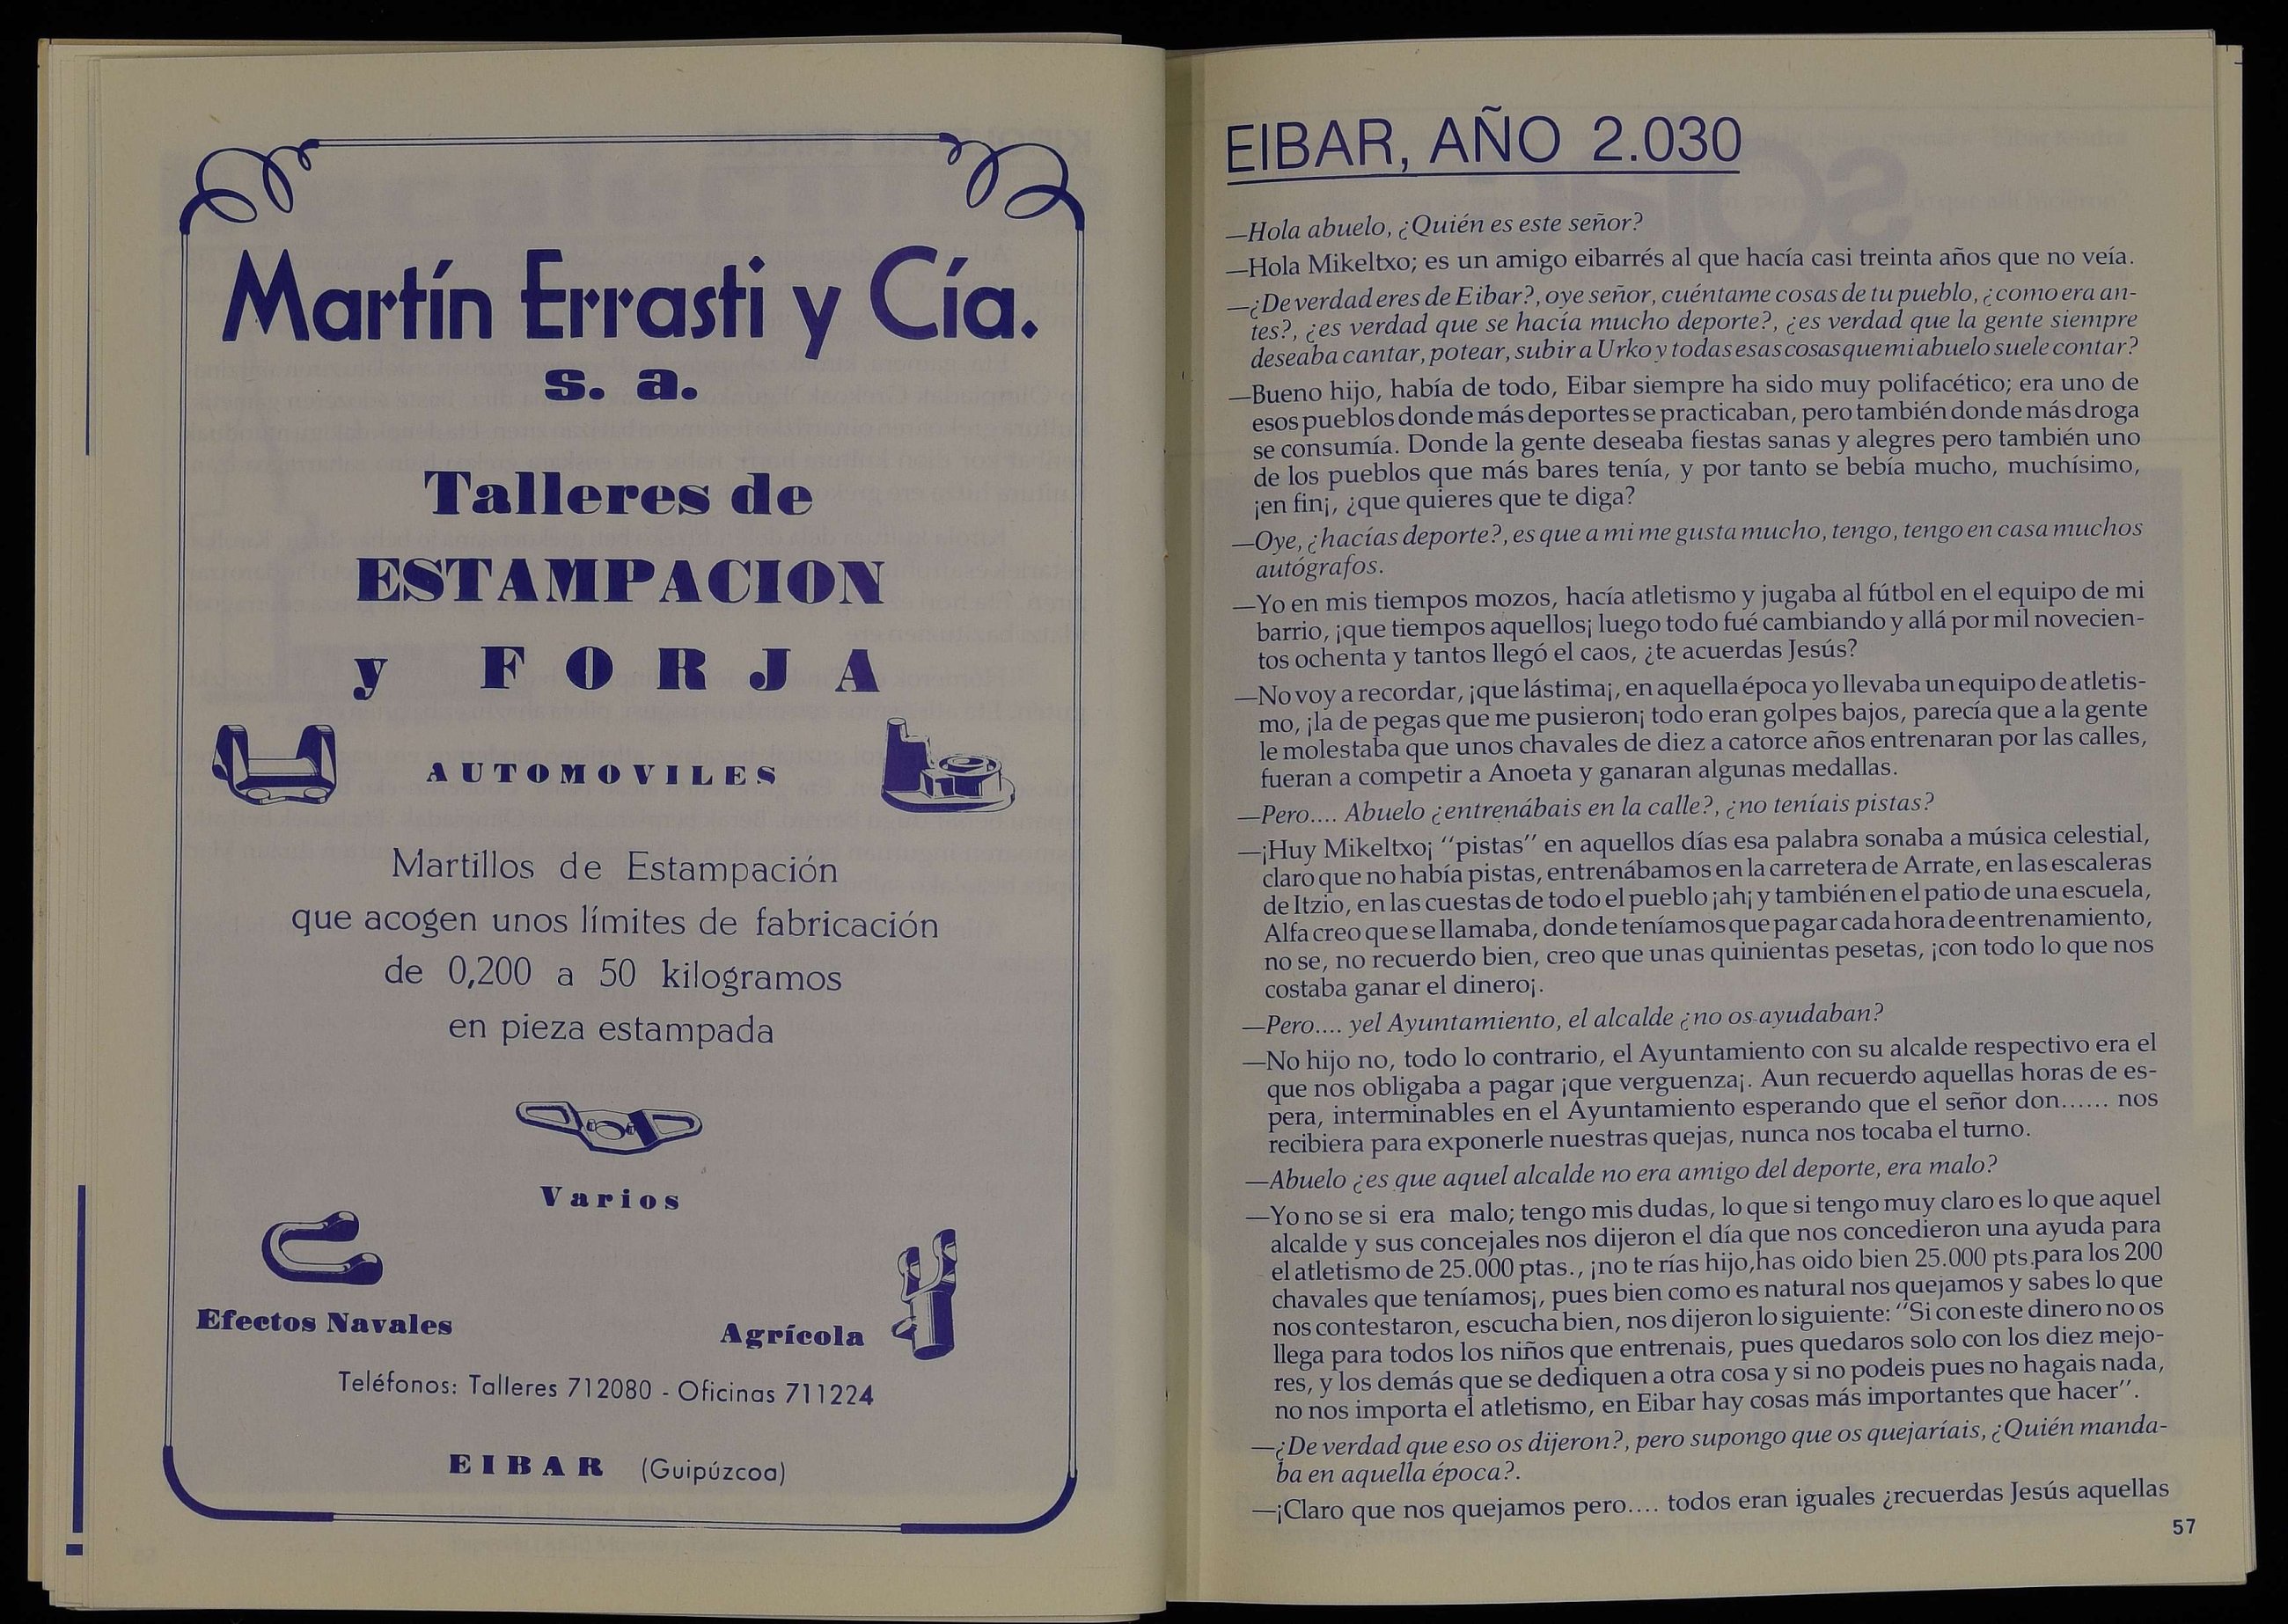 Martín Errasti y Cía.
s. a.
Talleres de
ESTAMPACION
y FORJA
AUTOMOVILES
Martillos de Estampación
que acogen unos límites de fabricación
de 0,200 a 50 kilogramos
en pieza estampada
Varios
Efectos Navales
Agrícola
Teléfonos: Talleres 712080 - Oficinas 711224
EIBAR (Guipúzcoa)
EIBAR, AÑO 2.030
—Hola abuelo, ¿Quién es este señor?
—Hola Mikeltxo; es un amigo eibarrés al que hacía casi treinta años que no veía.
—¿De verdad eres de Eibar?, oye señor, cuéntame cosas de tu pueblo, ¿como era an-
tes?, ¿es verdad que se hacía mucho deporte?, ¿es verdad que la gente siempre
deseaba cantar, potear, subir a Urko y todas esas cosas que mi abuelo suele contar?
—Bueno hijo, había de todo, Eibar siempre ha sido muy polifacético; era uno de
esos pueblos donde más deportes se practicaban, pero también donde más droga
se consumía. Donde la gente deseaba fiestas sanas y alegres pero también uno
de los pueblos que más bares tenía, y por tanto se bebía mucho, muchísimo,
¡en fin¡, ¿que quieres que te diga?
—Oye, ¿hacías deporte?, es que a mi me gusta mucho, tengo, tengo en casa muchos
autógrafos.
—Yo en mis tiempos mozos, hacía atletismo y jugaba al fútbol en el equipo de mi
barrio, ¡que tiempos aquellos¡ luego todo fué cambiando y allá por mil novecien-
tos ochenta y tantos llegó el caos, ¿te acuerdas Jesús?
—No voy a recordar, ¡que lástima¡, en aquella época yo llevaba un equipo de atletis-
mo, ¡la de pegas que me pusieron¡ todo eran golpes bajos, parecía que a la gente
le molestaba que unos chavales de diez a catorce años entrenaran por las calles,
fueran a competir a Anoeta y ganaran algunas medallas.
—Pero.... Abuelo ¿entrenábais en la calle?, ¿no teníais pistas?
—¡Huy Mikeltxo¡ "pistas" en aquellos días esa palabra sonaba a música celestial,
claro que no había pistas, entrenábamos en la carretera de Arrate, en las escaleras
de Itzio, en las cuestas de todo el pueblo ¡ah¡ y también en el patio de una escuela,
Alfa creo que se llamaba, donde teníamos que pagar cada hora de entrenamiento,
no se, no recuerdo bien, creo que unas quinientas pesetas, ¡con todo lo que nos
costaba ganar el dinero¡.
—Pero.... yel Ayuntamiento, el alcalde ¿no os ayudaban?
—No hijo no, todo lo contrario, el Ayuntamiento con su alcalde respectivo era el
que nos obligaba a pagar ¡que verguenza¡. Aun recuerdo aquellas horas de es-
pera, interminables en el Ayuntamiento esperando que el señor don...... nos
recibiera para exponerle nuestras quejas, nunca nos tocaba el turno.
—Abuelo ¿es que aquel alcalde no era amigo del deporte, era malo?
—Yo no se si era malo; tengo mis dudas, lo que si tengo muy claro es lo que aquel
alcalde y sus concejales nos dijeron el día que nos concedieron una ayuda para
el atletismo de 25.000 ptas., ¡no te rías hijo,has oido bien 25.000 pts.para los 200
chavales que teníamos¡, pues bien como es natural nos quejamos y sabes lo que
nos contestaron, escucha bien, nos dijeron lo siguiente: "Si con este dinero no os
llega para todos los niños que entrenais, pues quedaros solo con los diez mejo-
res, y los demás que se dediquen a otra cosa y si no podeis pues no hagais nada,
no nos importa el atletismo, en Eibar hay cosas más importantes que hacer".
—¿De verdad que eso os dijeron?, pero supongo que os quejaríais, ¿Quién manda-
ba en aquella época?.
—¡Claro que nos quejamos pero.... todos eran iguales ¿recuerdas Jesús aquellas
57